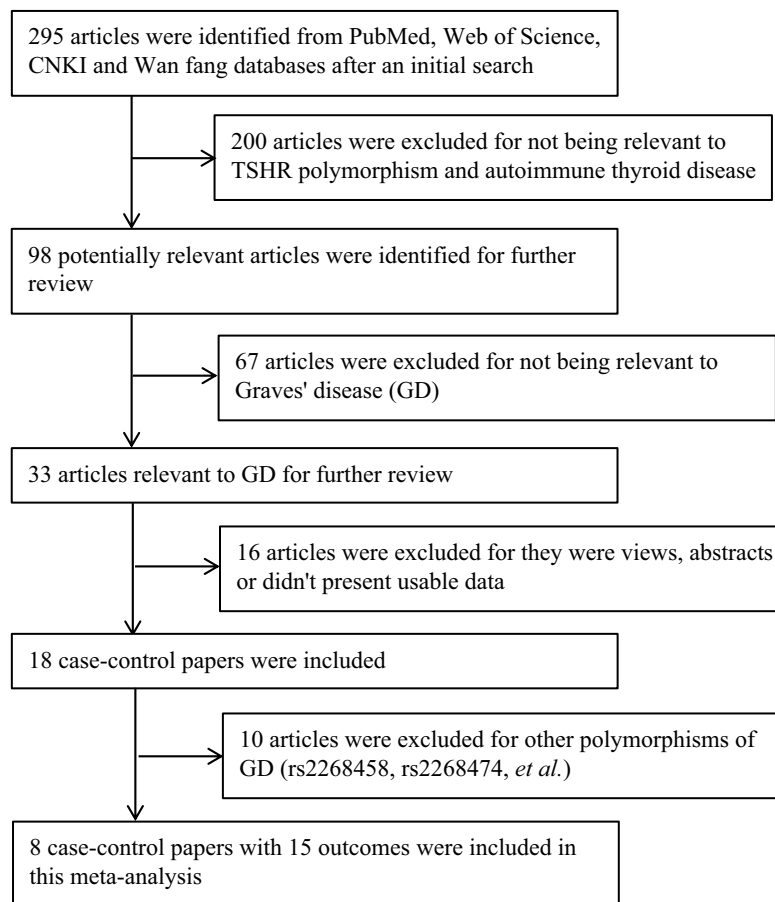 295 articles were identified from PubMed, Web of Science,
CNKI and Wan fang databases after an initial search
200 articles were excluded for not being relevant to
TSHR polymorphism and autoimmune thyroid disease
98 potentially relevant articles were identified for further
review
67 articles were excluded for not being relevant to
Graves' disease (GD)
33 articles relevant to GD for further review
16 articles were excluded for they were views, abstracts
or didn't present usable data
18 case-control papers were included
10 articles were excluded for other polymorphisms of
GD (rs2268458, rs2268474, et al.)
8 case-control papers with 15 outcomes were included in
this meta-analysis